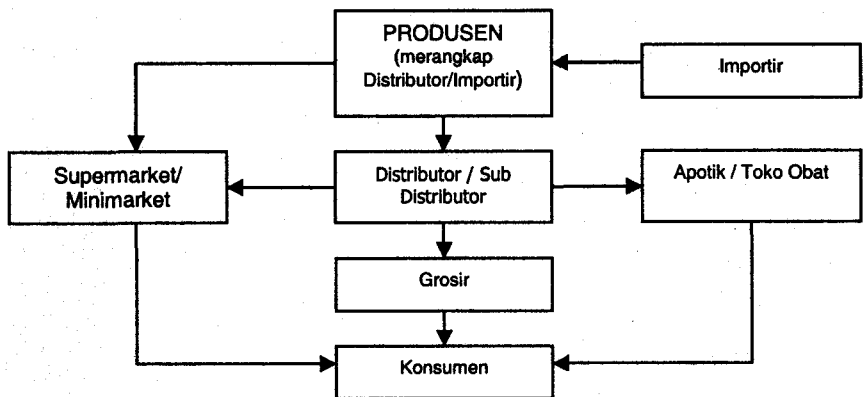 PRODUSEN
(merangkap
Distributor/Importir)
Importir
Supermarket/
Minimarket
Distributor / Sub
Distributor
Apotik / Toko Obat
Grosir
Konsumen